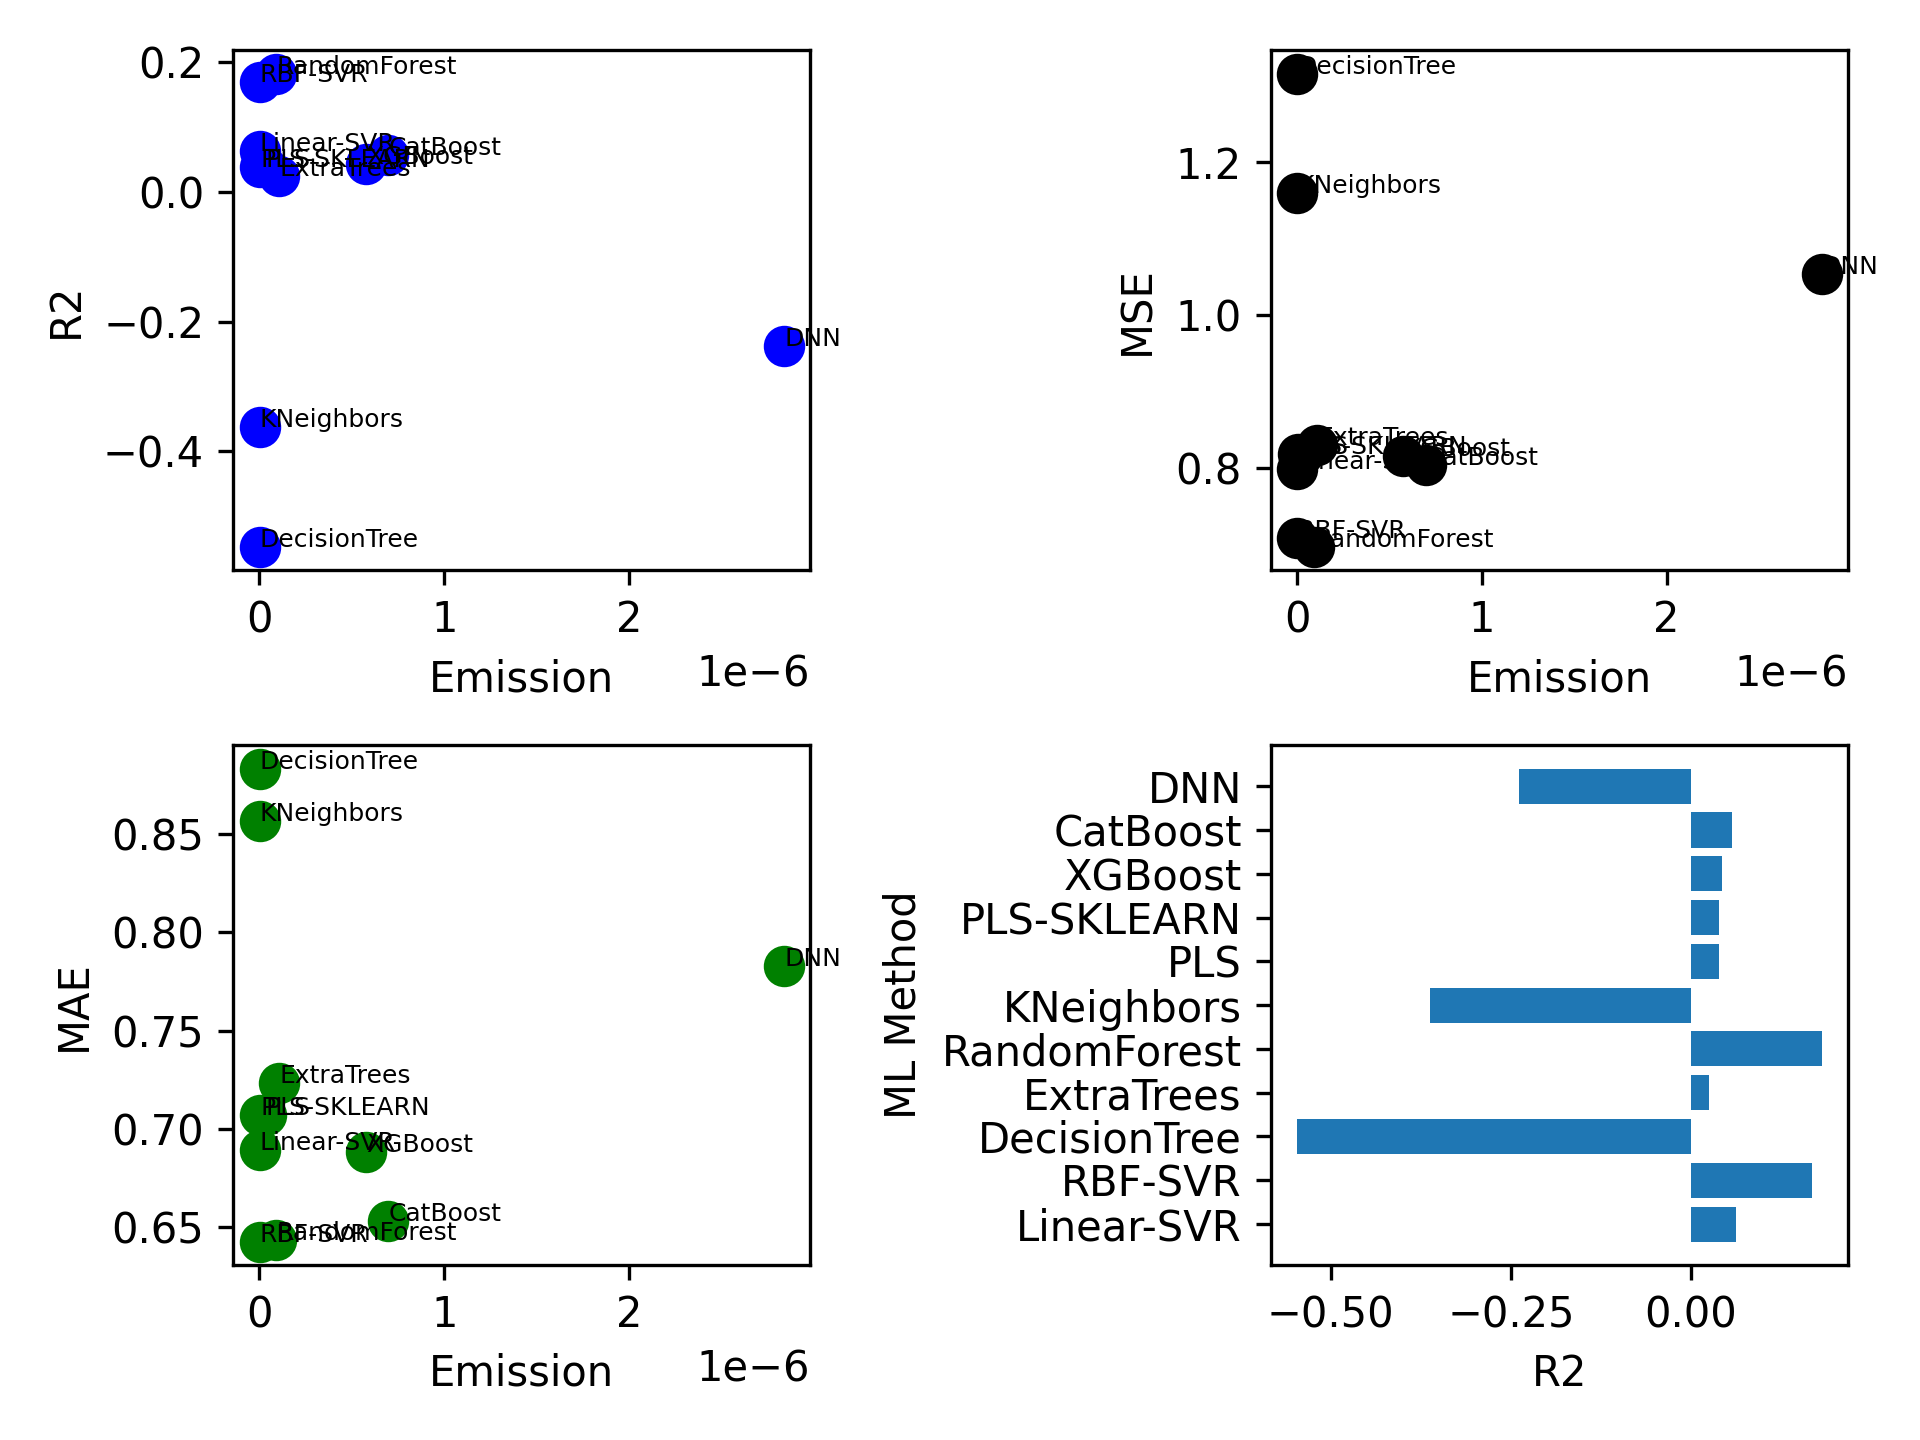 0.2
0.0
−0.2
−0.4
R2
RandomForest
RBF-SVR
Linear-SVR
CatBoost
XGBoost
PLS
PLS-SKLEARN
ExtraTrees
DNN
KNeighbors
DecisionTree
0 1 2
Emission
1e−6
1.2
1.0
0.8
MSE
DecisionTree
KNeighbors
DNN
ExtraTrees
CatBoost
RBF-SVR
RandomForest
0 1 2
Emission
1e−6
0.85
0.80
0.75
0.70
0.65
MAE
DecisionTree
KNeighbors
DNN
ExtraTrees
PLS
PLS-SKLEARN
Linear-SVR
XGBoost
CatBoost
RBF-SVR
RandomForest
0 1 2
Emission
1e−6
ML Method
DNN
CatBoost
XGBoost
PLS-SKLEARN
PLS
KNeighbors
RandomForest
ExtraTrees
DecisionTree
RBF-SVR
Linear-SVR
−0.50 −0.25 0.00
R2